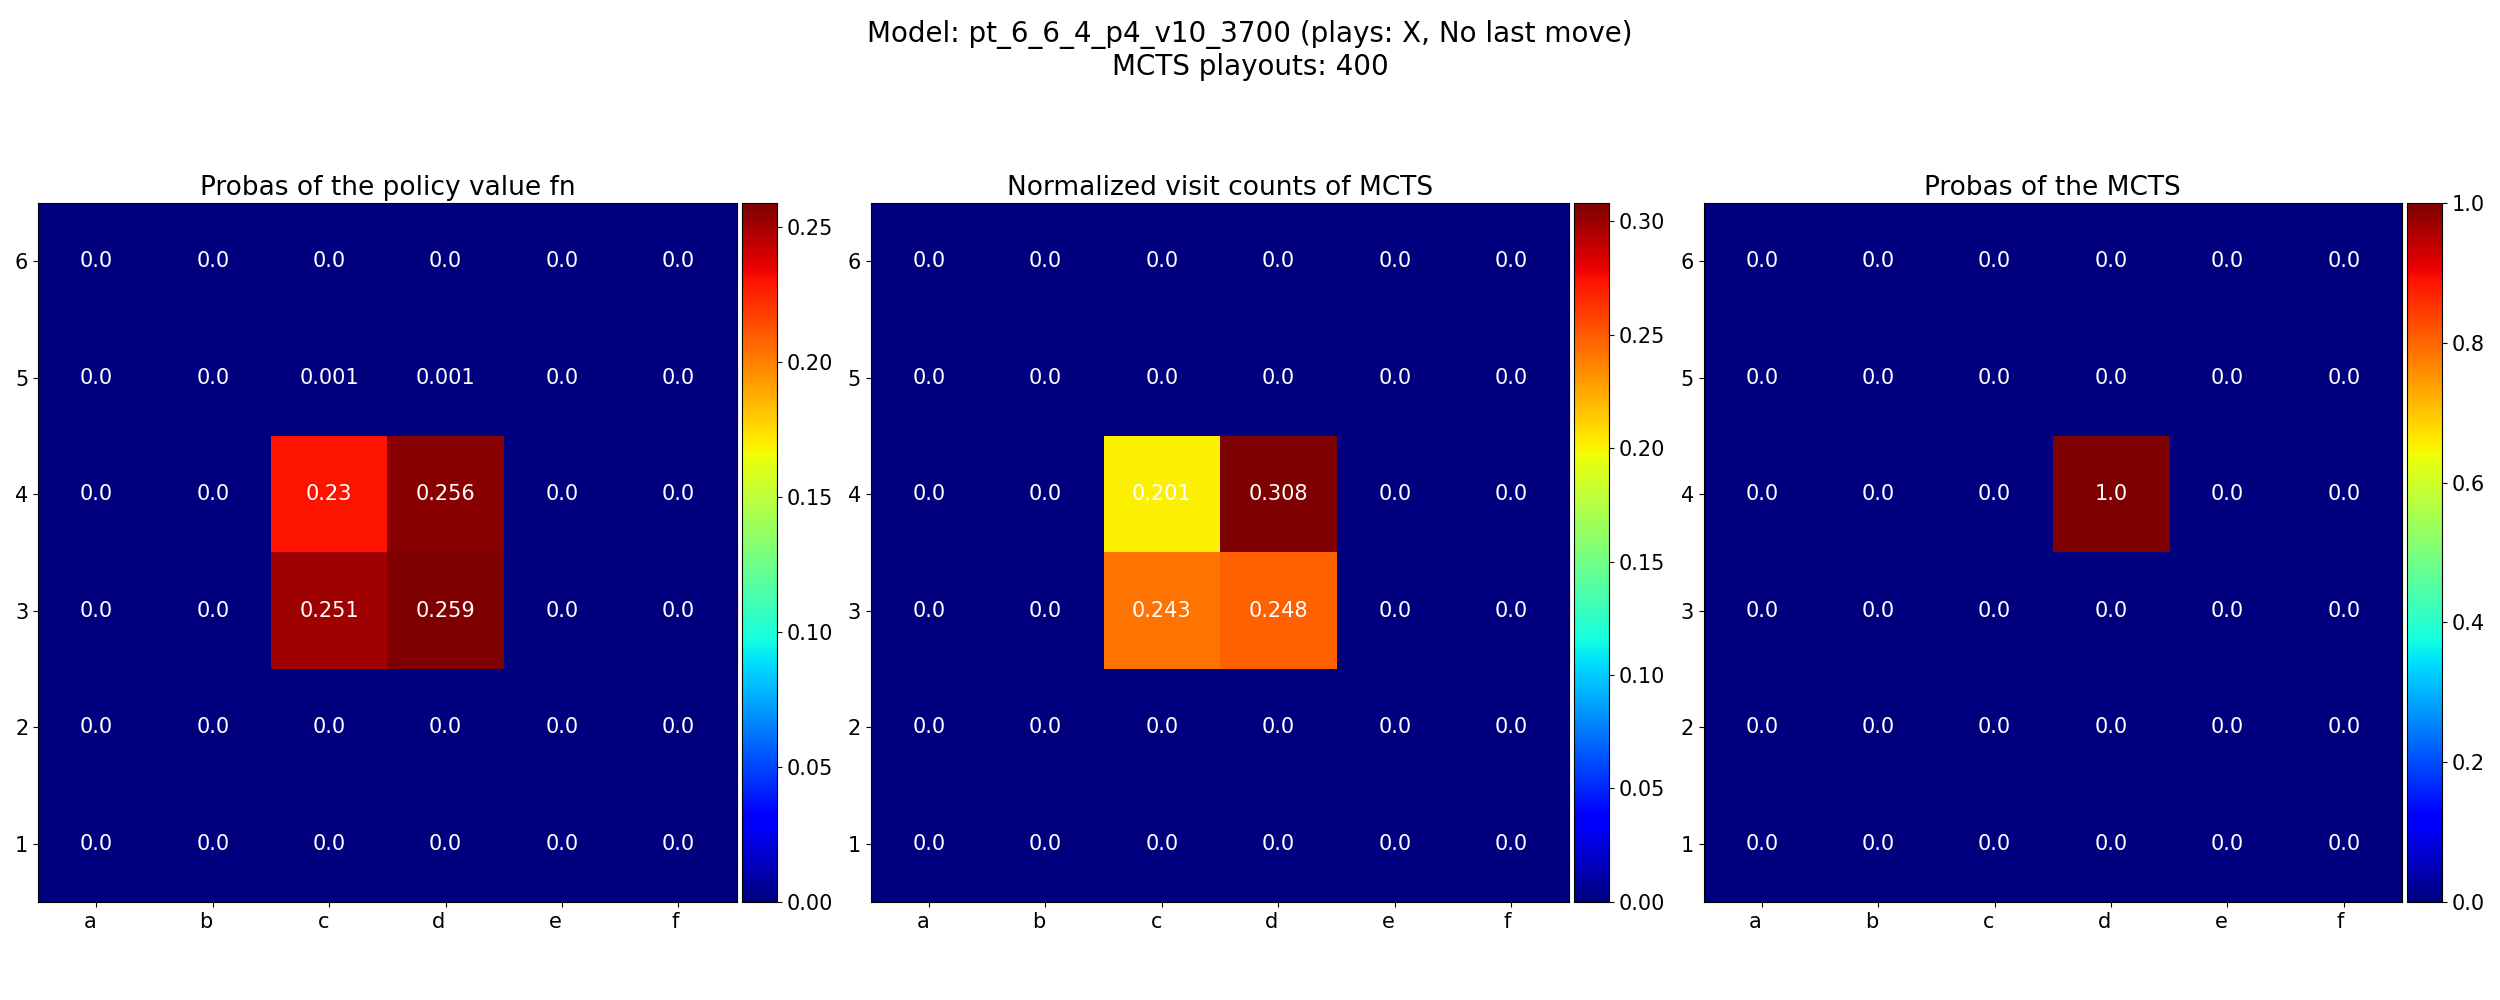 Model: pt_6_6_4_p4_v10_3700 (plays: X, No last move)
MCTS playouts: 400
Probas of the policy value fn
6 0.0 0.0 0.0 0.0 0.0 0.0
5 0.0 0.0 0.001 0.001 0.0 0.0
4 0.0 0.0 0.23 0.256 0.0 0.0
3 0.0 0.0 0.251 0.259 0.0 0.0
2 0.0 0.0 0.0 0.0 0.0 0.0
1 0.0 0.0 0.0 0.0 0.0 0.0
a b c d e f
0.25
0.20
0.15
0.10
0.05
0.00
Normalized visit counts of MCTS
6 0.0 0.0 0.0 0.0 0.0 0.0
5 0.0 0.0 0.0 0.0 0.0 0.0
4 0.0 0.0 0.201 0.308 0.0 0.0
3 0.0 0.0 0.243 0.248 0.0 0.0
2 0.0 0.0 0.0 0.0 0.0 0.0
1 0.0 0.0 0.0 0.0 0.0 0.0
a b c d e f
0.30
0.25
0.20
0.15
0.10
0.05
0.00
Probas of the MCTS
6 0.0 0.0 0.0 0.0 0.0 0.0
5 0.0 0.0 0.0 0.0 0.0 0.0
4 0.0 0.0 0.0 1.0 0.0 0.0
3 0.0 0.0 0.0 0.0 0.0 0.0
2 0.0 0.0 0.0 0.0 0.0 0.0
1 0.0 0.0 0.0 0.0 0.0 0.0
a b c d e f
1.0
0.8
0.6
0.4
0.2
0.0